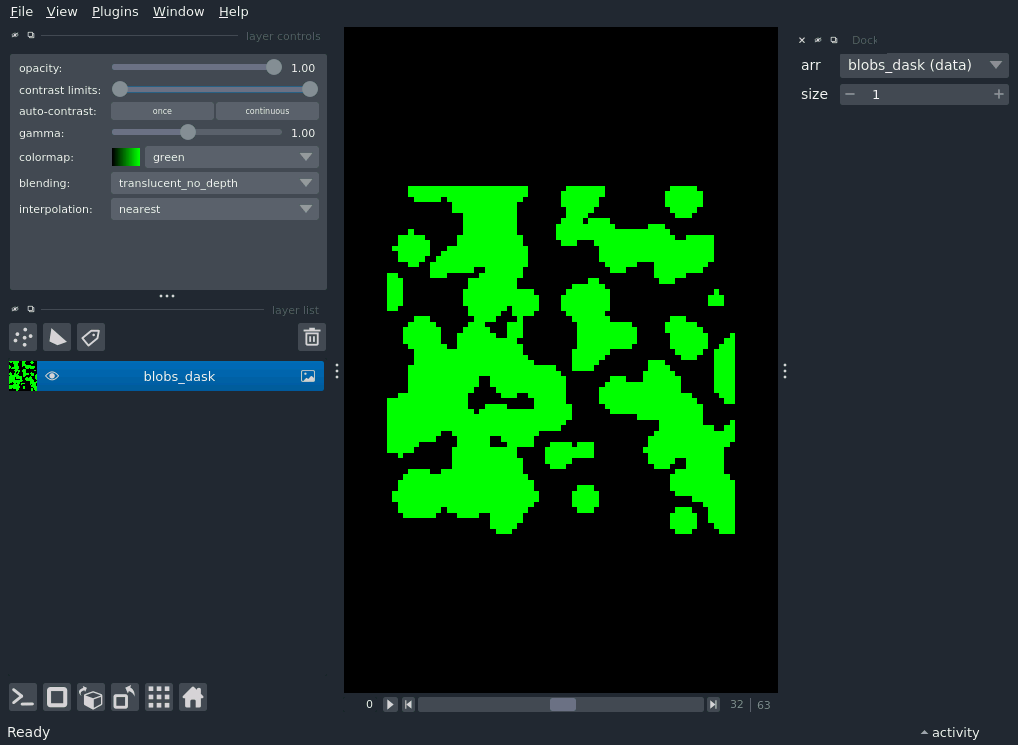 File View Plugins Window Help
layer controls
opacity: 1.00
contrast limits:
auto-contrast: once continuous
gamma: 1.00
colormap: green
blending: translucent_no_depth
interpolation: nearest
layer list
blobs_dask
Dock
arr blobs_dask (data)
size 1
0 32 63
Ready
activity